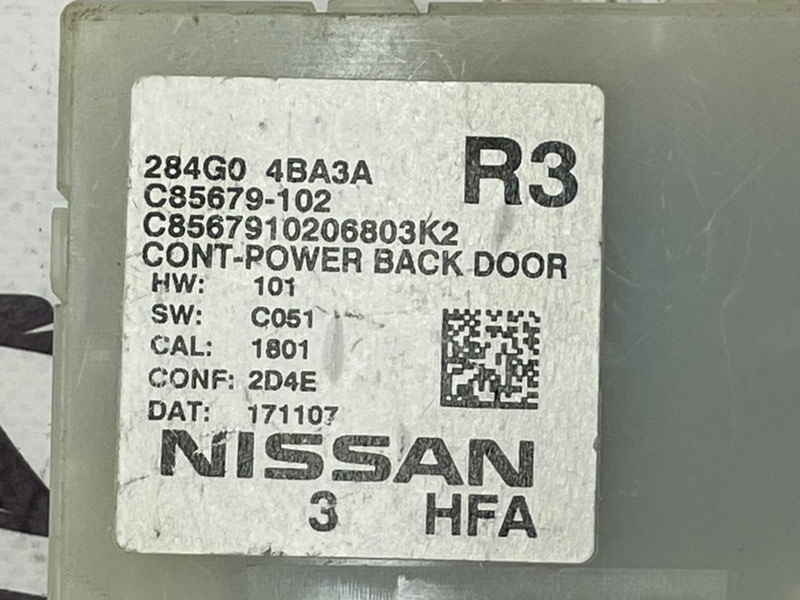 284G0 4BA3A
R3
C85679-102
C8567910206803K2
CONT-POWER BACK DOOR
HW: 101
SW: C051
CAL: 1801
CONF: 2D4E
DAT: 171107
NISSAN
3 HFA